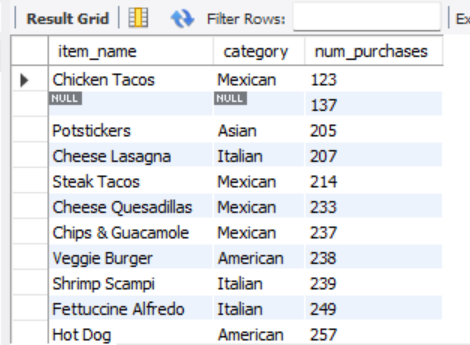 Result Grid Filter Rows: Ex
item_name category num_purchases
Chicken Tacos Mexican 123
NULL NULL 137
Potstickers Asian 205
Cheese Lasagna Italian 207
Steak Tacos Mexican 214
Cheese Quesadillas Mexican 233
Chips & Guacamole Mexican 237
Veggie Burger American 238
Shrimp Scampi Italian 239
Fettuccine Alfredo Italian 249
Hot Dog American 257